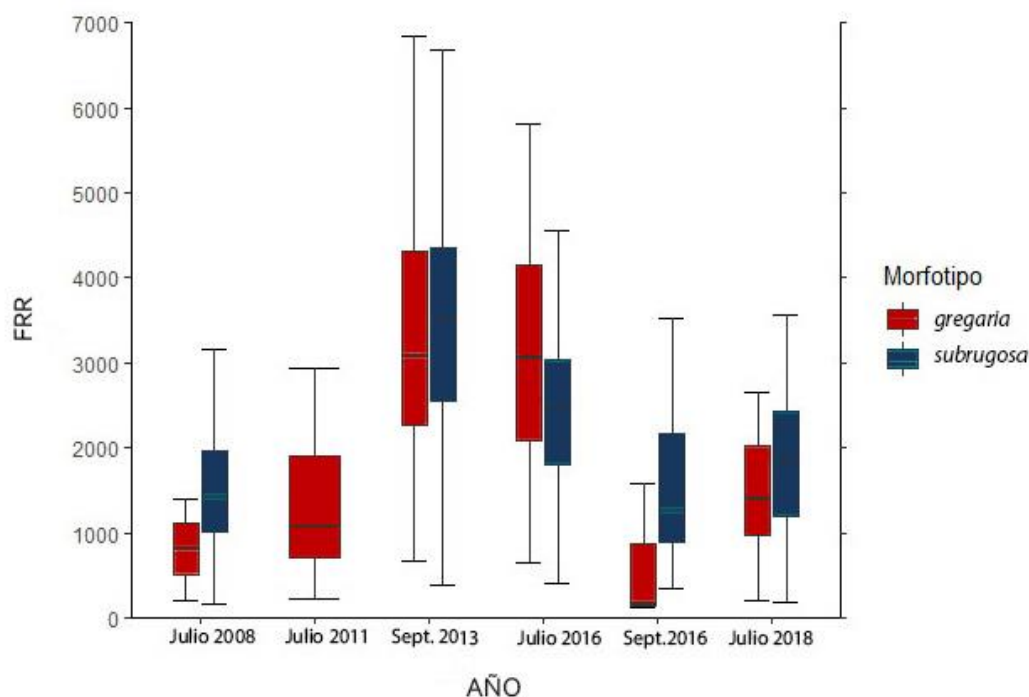 7000
6000
5000
4000
3000
2000
1000
0
FRR
Julio 2008 Julio 2011 Sept. 2013 Julio 2016 Sept.2016 Julio 2018
AÑO
Morfotipo
gregaria
subrugosa